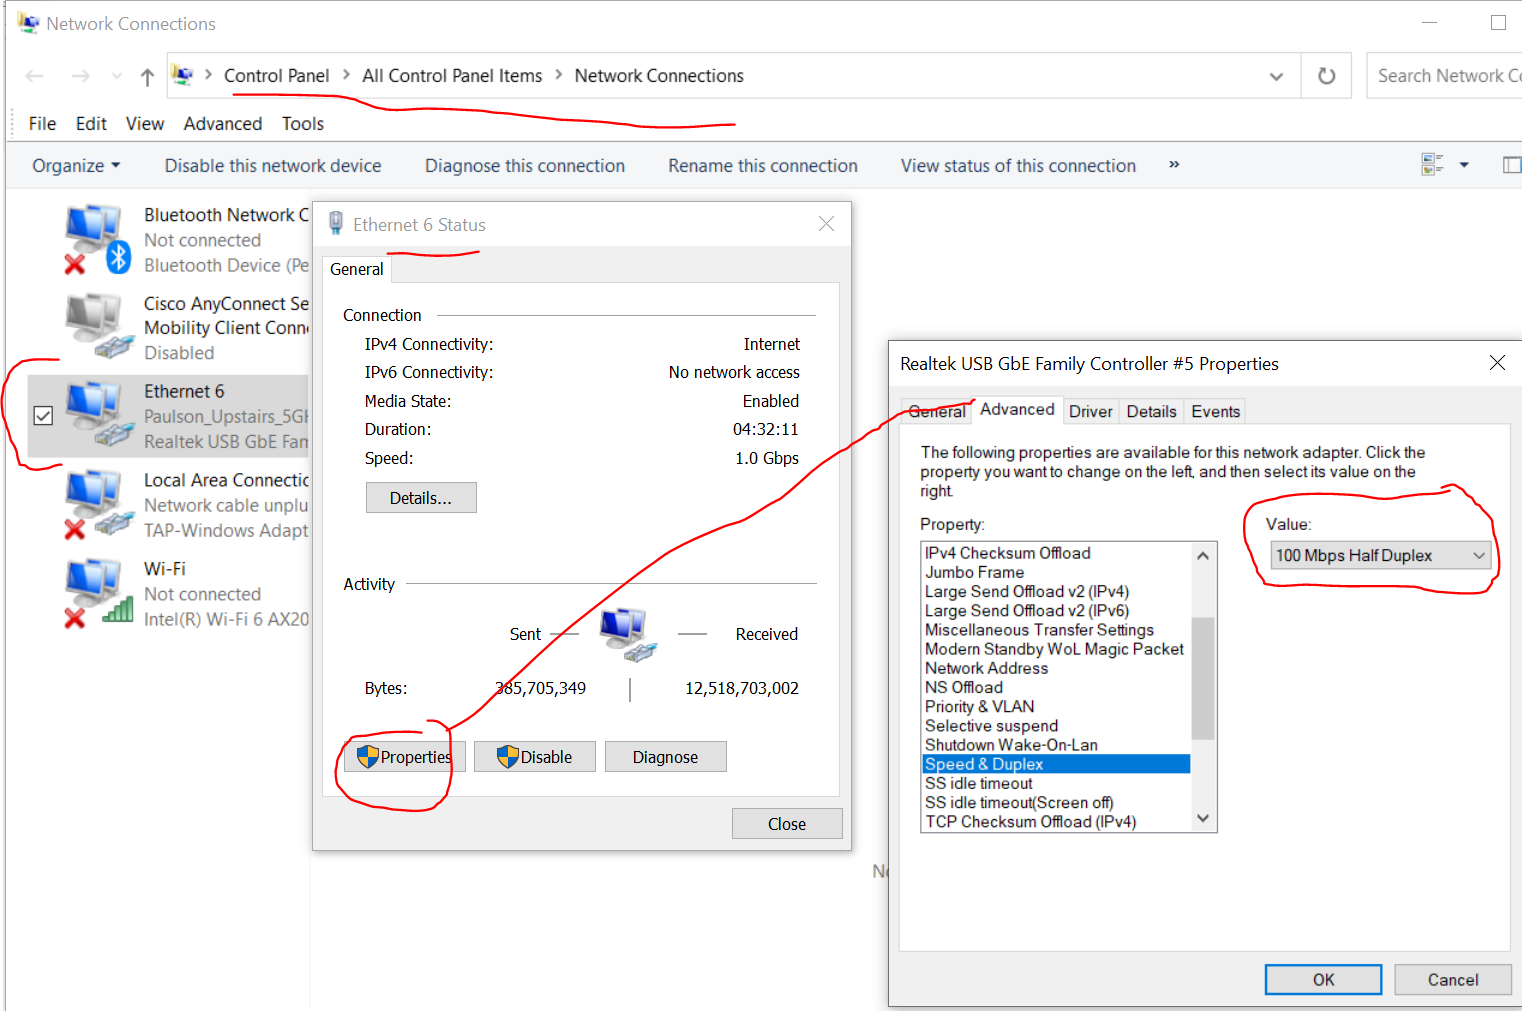 Network Connections
Control Panel > All Control Panel Items > Network Connections
Search Network Co
File Edit View Advanced Tools
Organize Disable this network device Diagnose this connection Rename this connection View status of this connection »
Bluetooth Network C
Not connected
Bluetooth Device (Pe
Cisco AnyConnect Se
Mobility Client Conne
Disabled
Ethernet 6
Paulson_Upstairs_5GH
Realtek USB GbE Fam
Local Area Connectio
Network cable unplu
TAP-Windows Adapt
Wi-Fi
Not connected
Intel(R) Wi-Fi 6 AX20
Ethernet 6 Status
General
Connection
IPv4 Connectivity: Internet
IPv6 Connectivity: No network access
Media State: Enabled
Duration: 04:32:11
Speed: 1.0 Gbps
Details...
Activity
Sent Received
Bytes: 385,705,349 12,518,703,002
Properties Disable Diagnose
Close
No
Realtek USB GbE Family Controller #5 Properties
General Advanced Driver Details Events
The following properties are available for this network adapter. Click the
property you want to change on the left, and then select its value on the
right.
Property:
Value:
100 Mbps Half Duplex
IPv4 Checksum Offload
Jumbo Frame
Large Send Offload v2 (IPv4)
Large Send Offload v2 (IPv6)
Miscellaneous Transfer Settings
Modern Standby WoL Magic Packet
Network Address
NS Offload
Priority & VLAN
Selective suspend
Shutdown Wake-On-Lan
Speed & Duplex
SS idle timeout
SS idle timeout(Screen off)
TCP Checksum Offload (IPv4)
OK Cancel